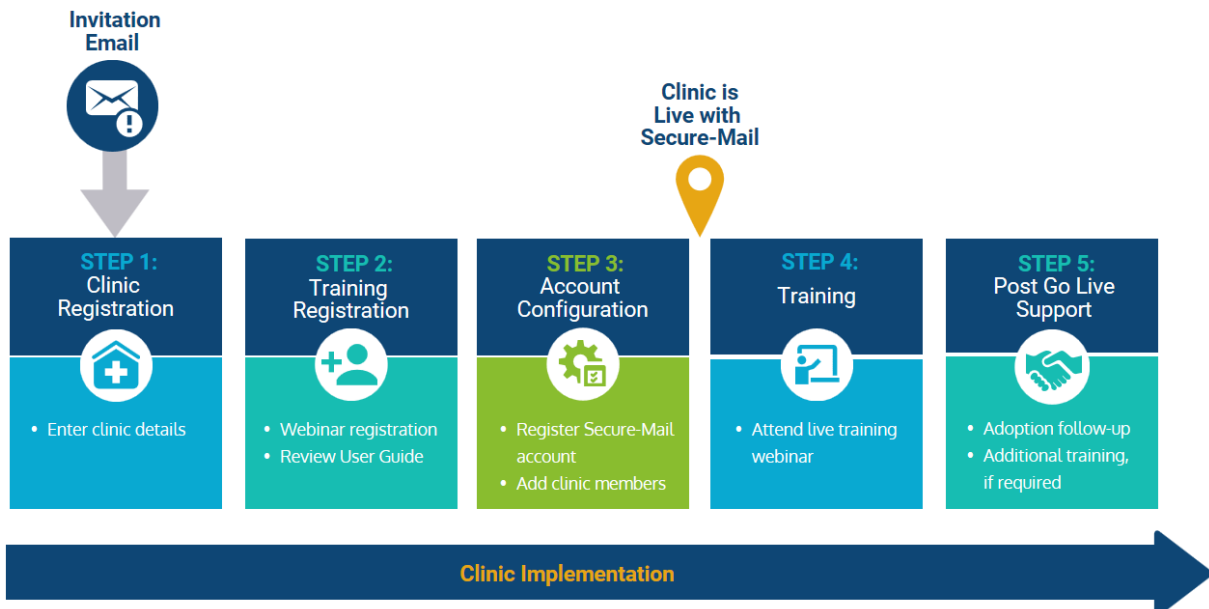 Invitation
Email
Clinic is
Live with
Secure-Mail
STEP 1:
Clinic
Registration
• Enter clinic details
STEP 2:
Training
Registration
• Webinar registration
• Review User Guide
STEP 3:
Account
Configuration
• Register Secure-Mail
account
• Add clinic members
STEP 4:
Training
• Attend live training
webinar
STEP 5:
Post Go Live
Support
• Adoption follow-up
• Additional training,
if required
Clinic Implementation